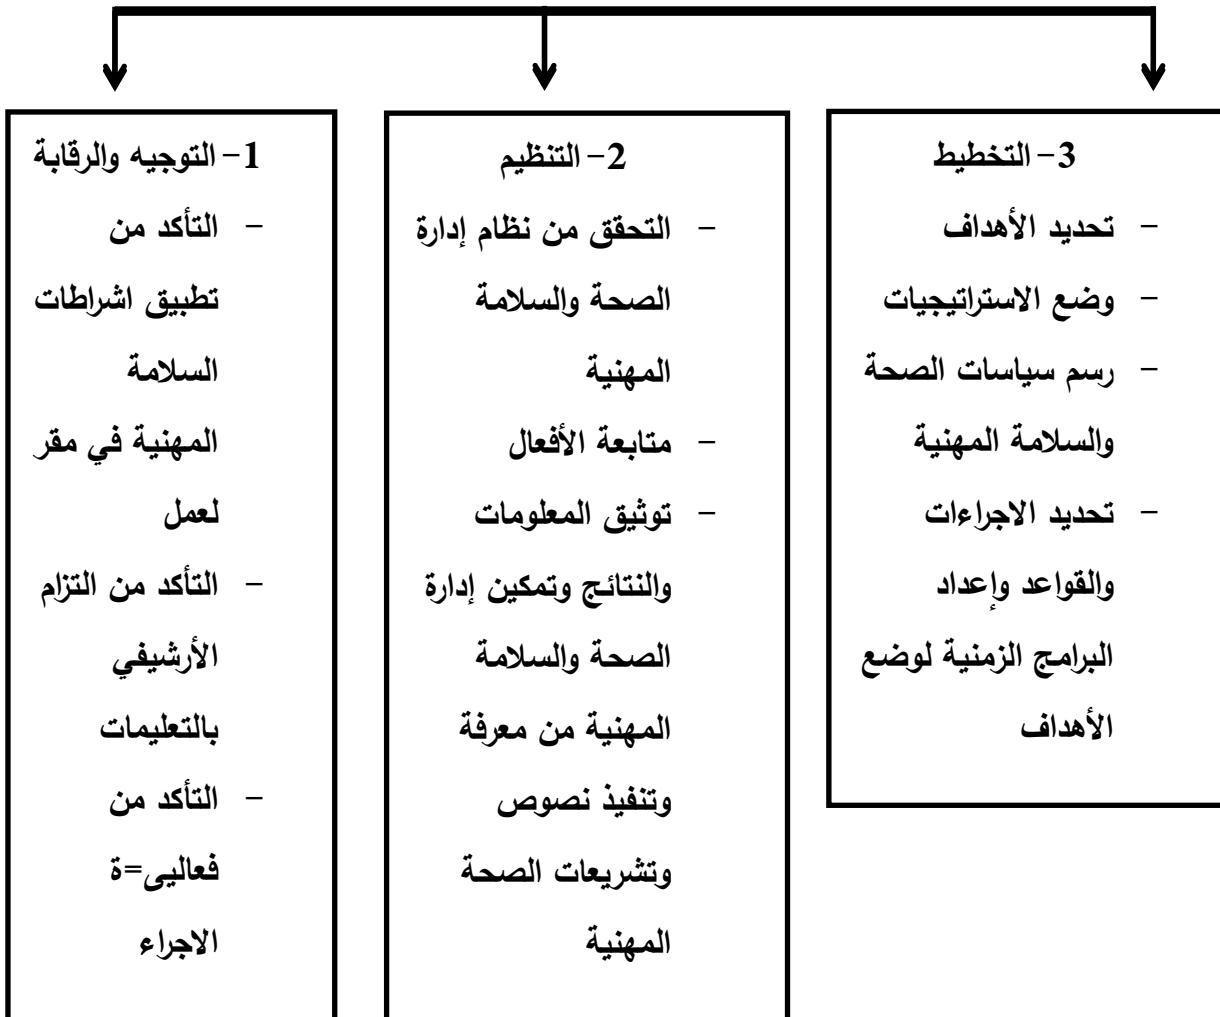 3- التخطيط
- تحديد الأهداف
- وضع الاستراتيجيات
- رسم سياسات الصحة
والسلامة المهنية
- تحديد الاجراءات
والقواعد وإعداد
البرامج الزمنية لوضع
الأهداف
2- التنظيم
- التحقق من نظام إدارة
الصحة والسلامة
المهنية
- متابعة الأفعال
- توثيق المعلومات
والنتائج وتمكين إدارة
الصحة والسلامة
المهنية من معرفة
وتنفيذ نصوص
وتشريعات الصحة
المهنية
1- التوجيه والرقابة
- التأكد من
تطبيق اشراطات
السلامة
المهنية في مقر
لعمل
- التأكد من التزام
الأرشيفي
بالتعليمات
- التأكد من
فعاليى=ة
الاجراء